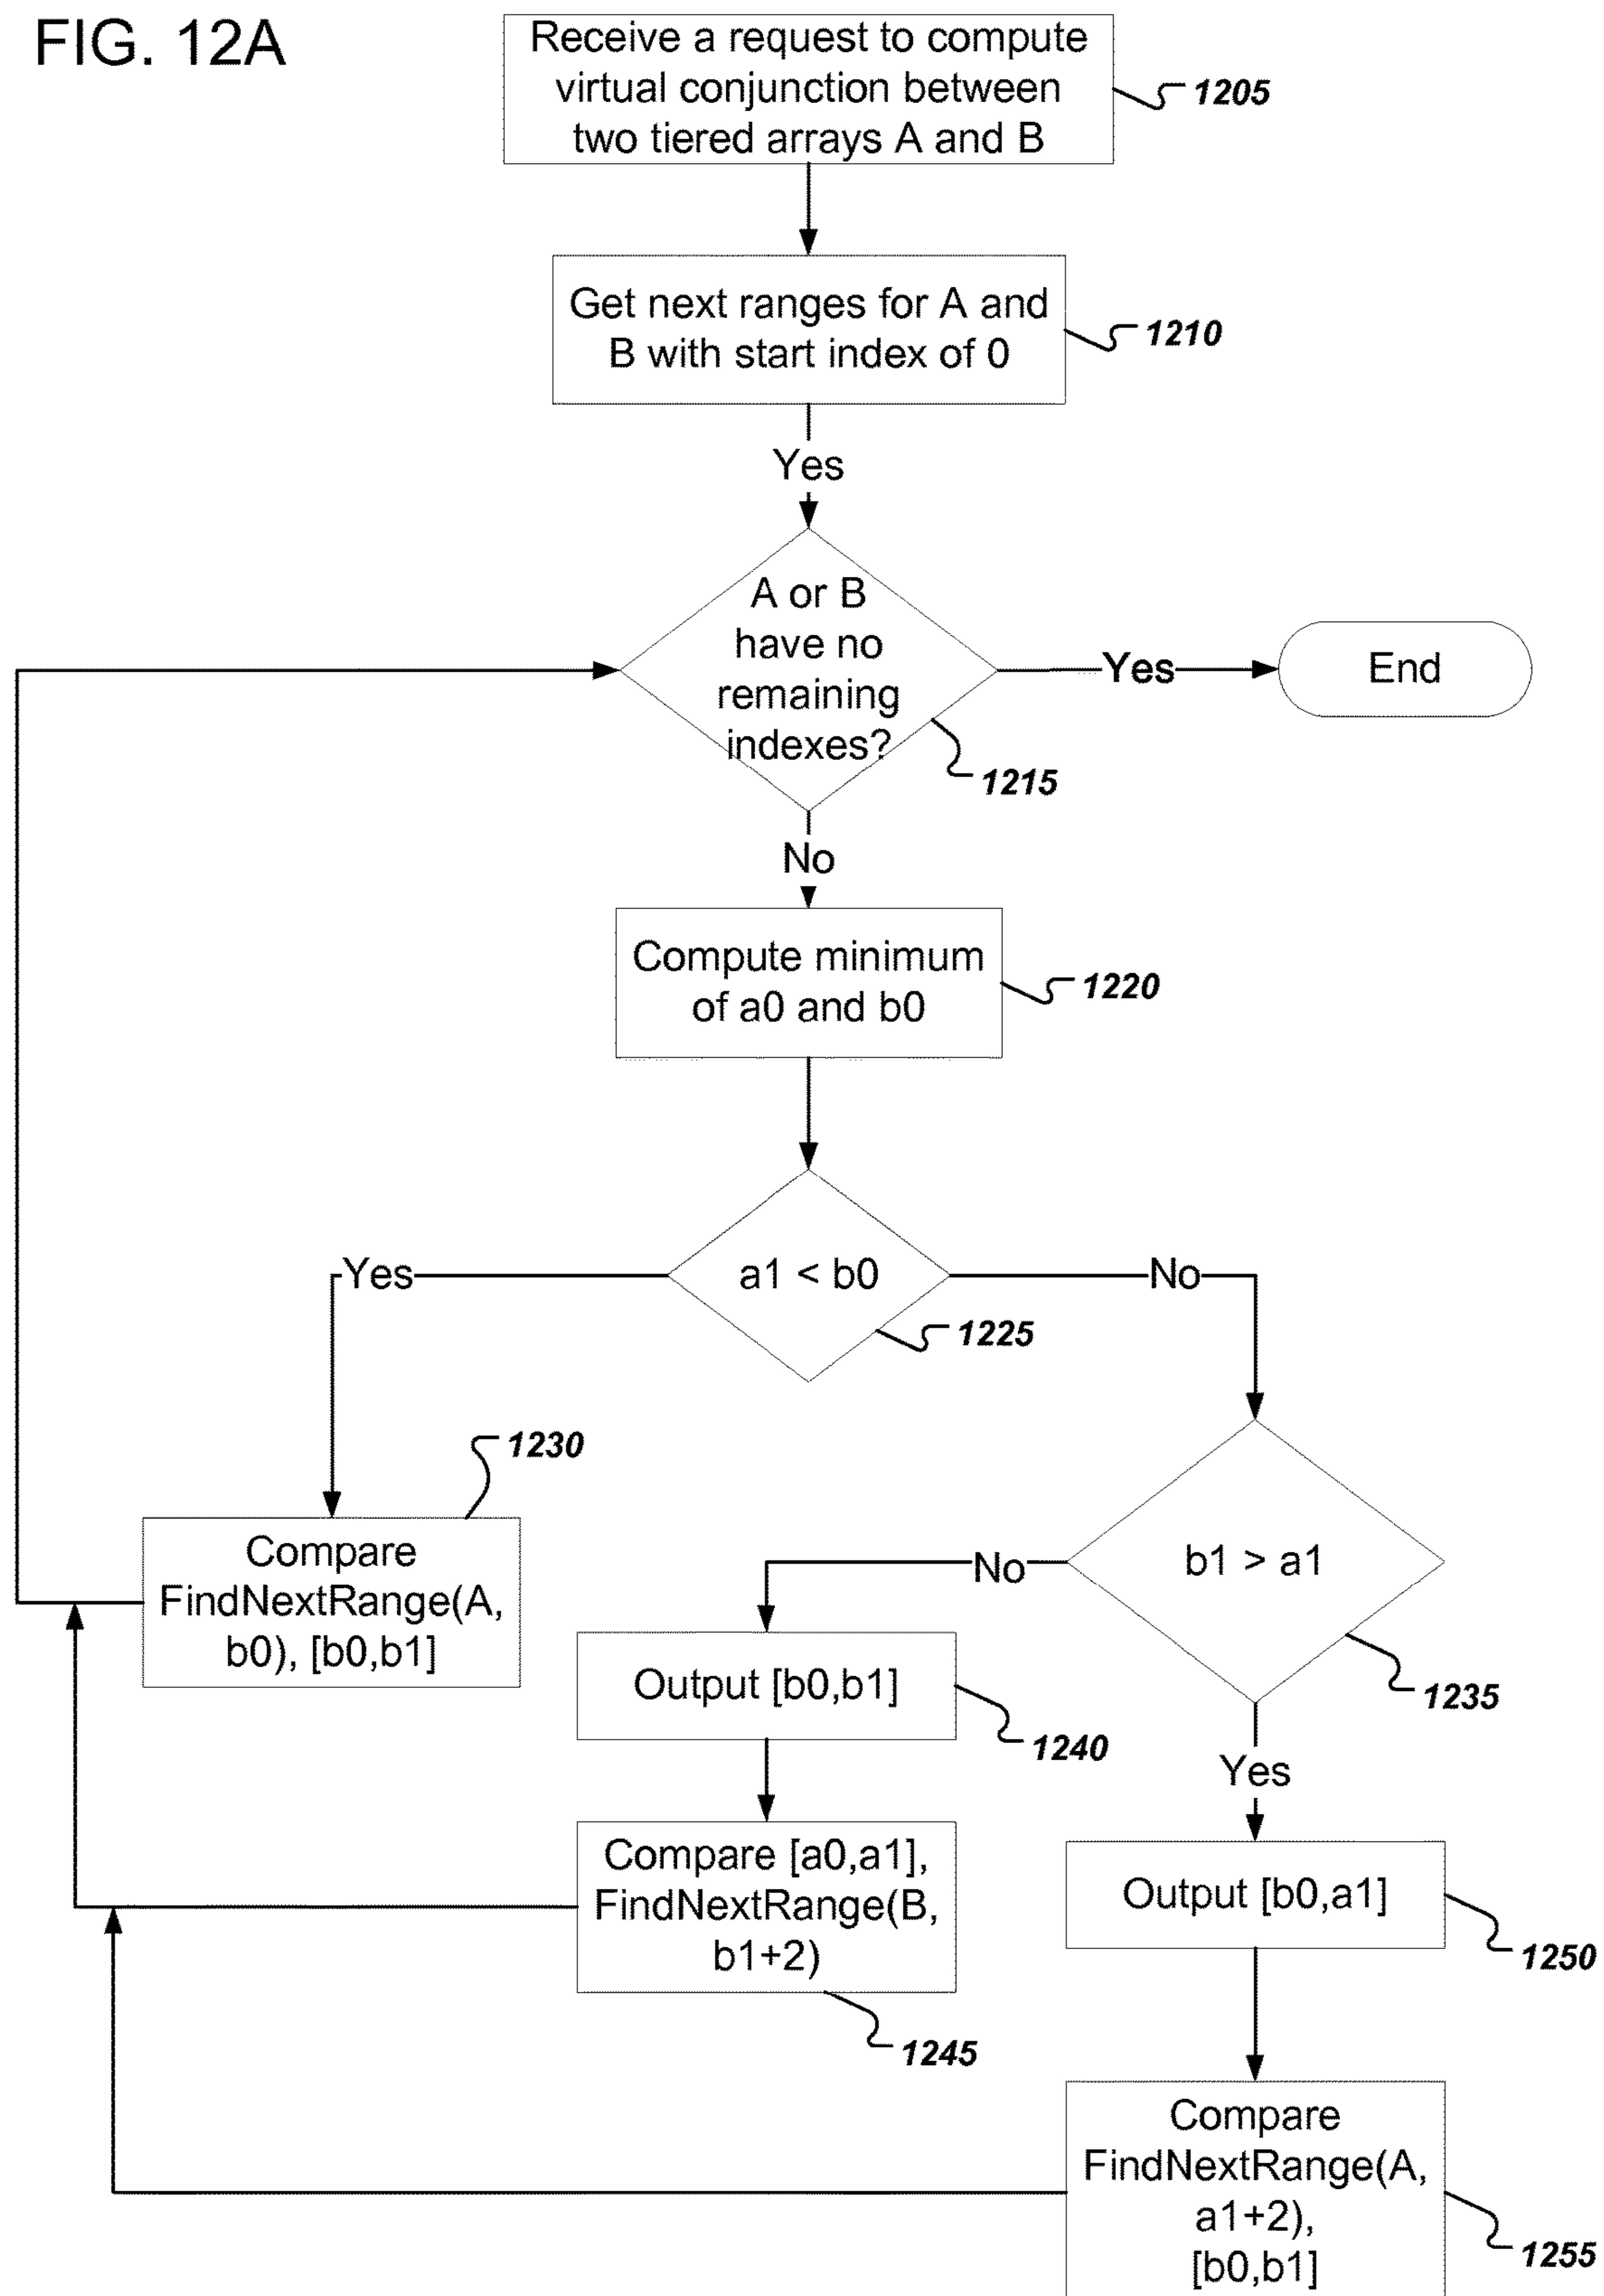 FIG. 12A
Receive a request to compute
virtual conjunction between
two tiered arrays A and B
1205
Get next ranges for A and
B with start index of 0
1210
Yes
A or B
have no
remaining
indexes?
1215
Yes
End
No
Compute minimum
of a0 and b0
1220
a1 < b0
1225
Yes
No
1230
Compare
FindNextRange(A,
b0), [b0,b1]
b1 > a1
1235
No
Output [b0,b1]
1240
Yes
Compare [a0,a1],
FindNextRange(B,
b1+2)
1245
Output [b0,a1]
1250
Compare
FindNextRange(A,
a1+2),
[b0,b1]
1255